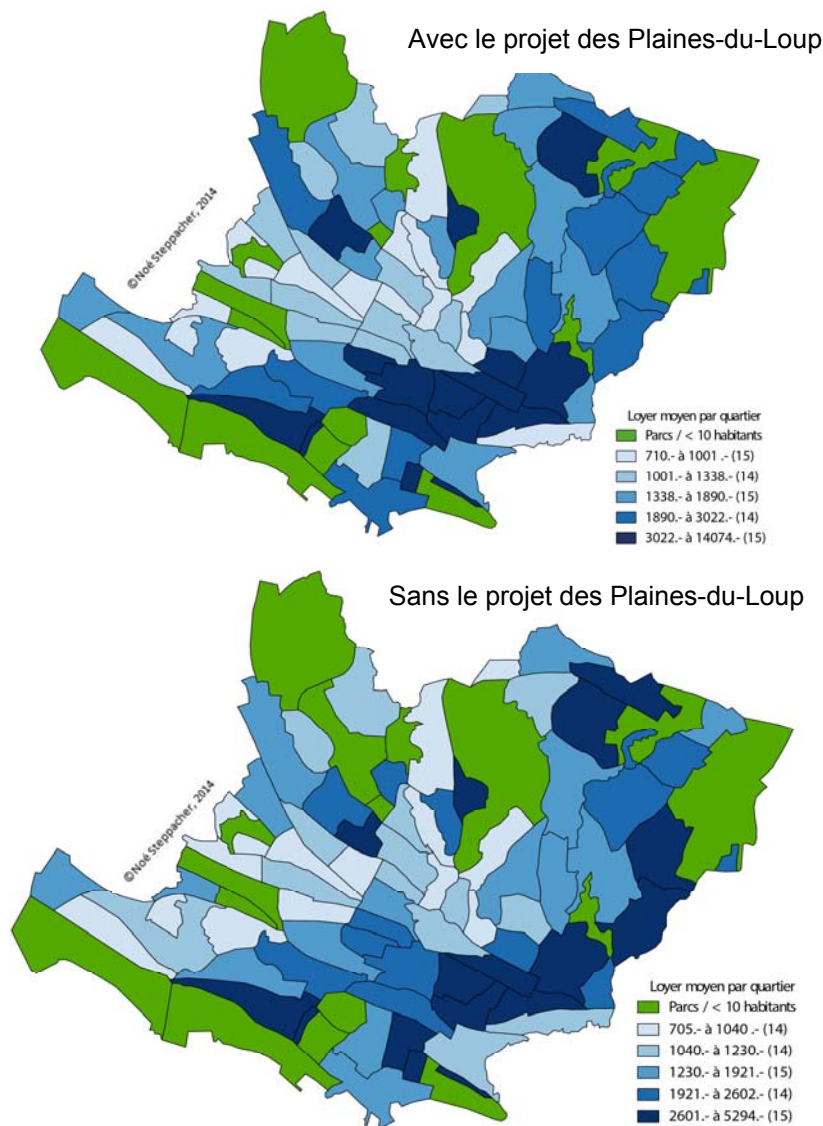 Avec le projet des Plaines-du-Loup
©Noé Steppacher, 2014
Loyer moyen par quartier
Parcs / < 10 habitants
710.- à 1001 .- (15)
1001.- à 1338.- (14)
1338.- à 1890.- (15)
1890.- à 3022.- (14)
3022.- à 14074.- (15)
Sans le projet des Plaines-du-Loup
©Noé Steppacher, 2014
Loyer moyen par quartier
Parcs / < 10 habitants
705.- à 1040 .- (14)
1040.- à 1230.- (14)
1230.- à 1921.- (15)
1921.- à 2602.- (14)
2601.- à 5294.- (15)